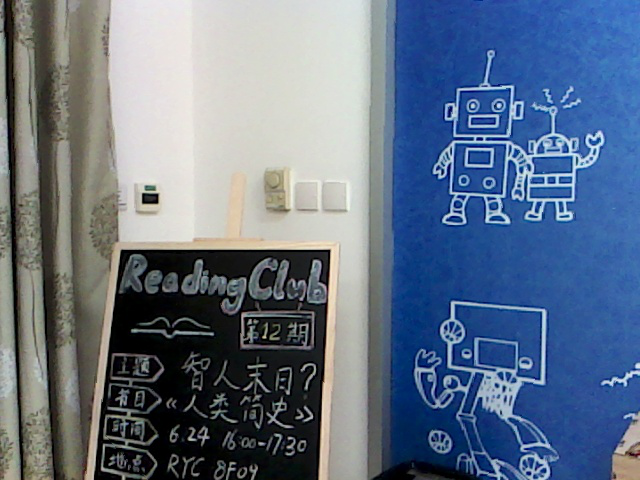 Reading Club
第12期
主题 智人末日?
书目 《人类简史》
时间 6.24 16:00-17:30
地点 RYC 8F09